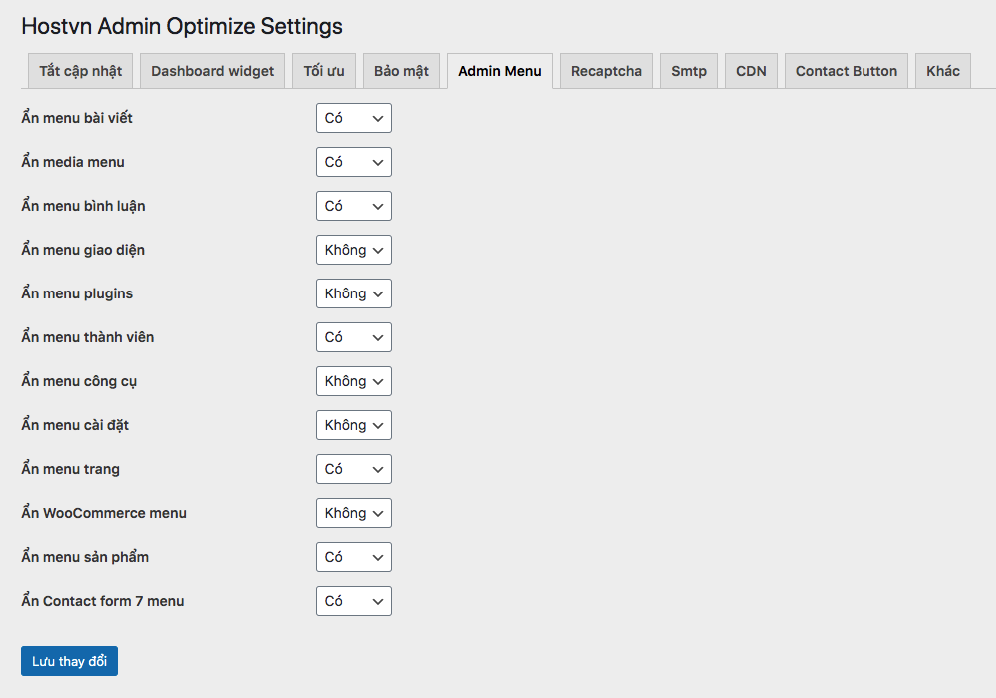 Hostvn Admin Optimize Settings
Tắt cập nhật Dashboard widget Tối ưu Bảo mật Admin Menu Recaptcha Smtp CDN Contact Button Khác
Ẩn menu bài viết Có
Ẩn media menu Có
Ẩn menu bình luận Có
Ẩn menu giao diện Không
Ẩn menu plugins Không
Ẩn menu thành viên Có
Ẩn menu công cụ Không
Ẩn menu cài đặt Không
Ẩn menu trang Có
Ẩn WooCommerce menu Không
Ẩn menu sản phẩm Có
Ẩn Contact form 7 menu Có
Lưu thay đổi